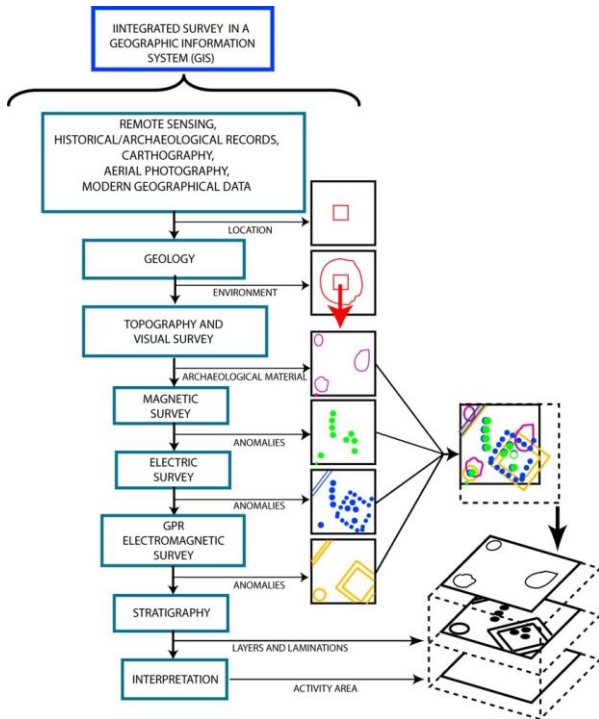 IINTEGRATED SURVEY IN A
GEOGRAPHIC INFORMATION
SYSTEM (GIS)
REMOTE SENSING,
HISTORICAL/ARCHAEOLOGICAL RECORDS,
CARTHOGRAPHY,
AERIAL PHOTOGRAPHY,
MODERN GEOGRAPHICAL DATA
LOCATION
GEOLOGY
ENVIRONMENT
TOPOGRAPHY AND
VISUAL SURVEY
ARCHAEOLOGICAL MATERIAL
MAGNETIC
SURVEY
ANOMALIES
ELECTRIC
SURVEY
ANOMALIES
GPR
ELECTROMAGNETIC
SURVEY
ANOMALIES
STRATIGRAPHY
LAYERS AND LAMINATIONS
INTERPRETATION
ACTIVITY AREA